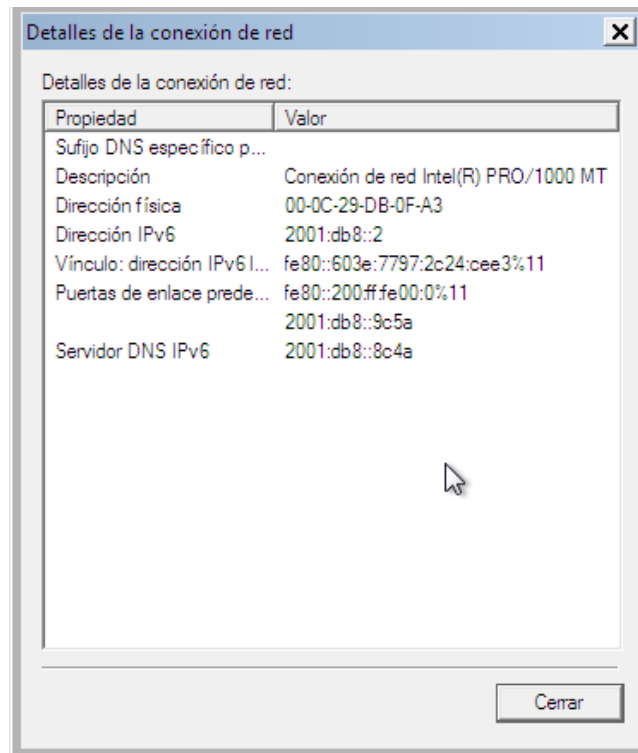 Detalles de la conexión de red
Detalles de la conexión de red:
Propiedad Valor
Sufijo DNS específico p...
Descripción Conexión de red Intel(R) PRO/1000 MT
Dirección física 00-0C-29-DB-0F-A3
Dirección IPv6 2001:db8::2
Vínculo: dirección IPv6 l... fe80::603e:7797:2c24:cee3%11
Puertas de enlace prede... fe80::200:ff:fe00:0%11
2001:db8::9c5a
Servidor DNS IPv6 2001:db8::8c4a
Cerrar